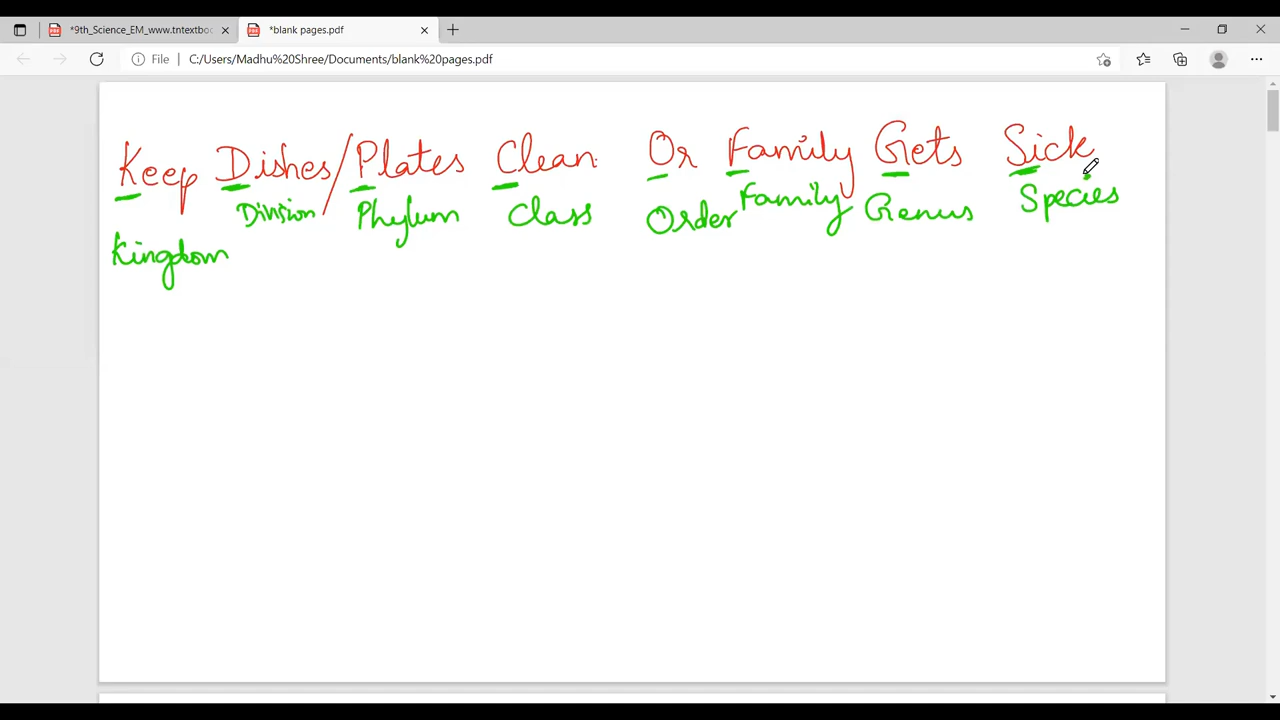 *9th_Science_EM_www.tntextboo
*blank pages.pdf
File C:/Users/Madhu%20Shree/Documents/blank%20pages.pdf
Keep Dishes/Plates Clean Or Family Gets Sick
Division Phylum Class Order Family Genus Species
Kingdom